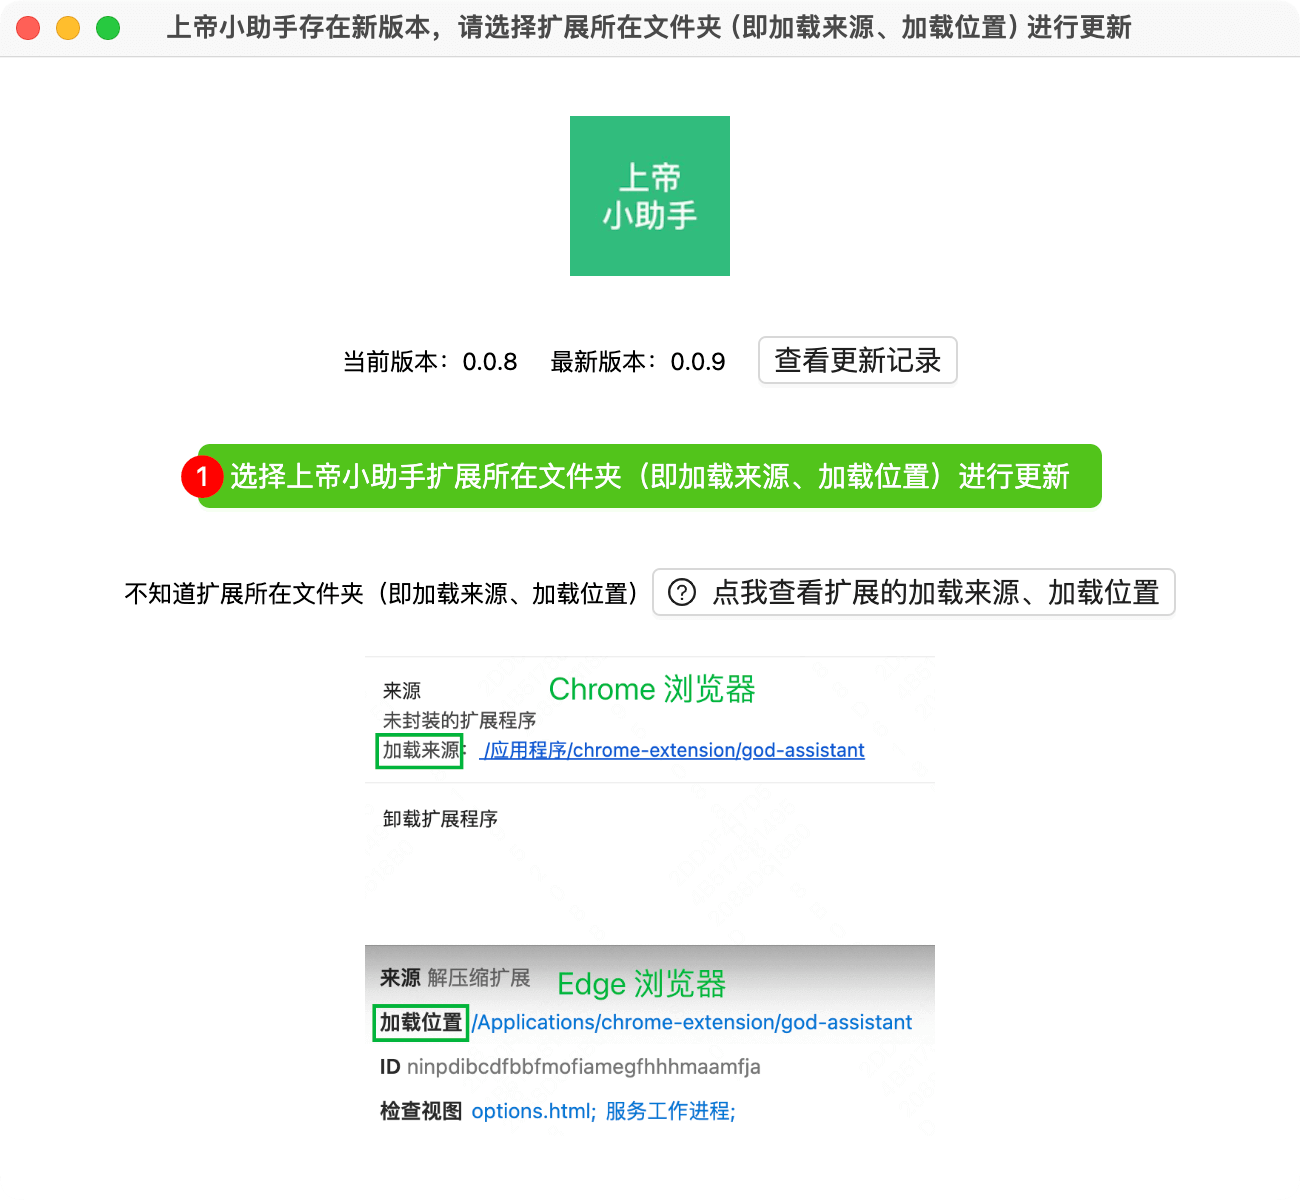 上帝小助手存在新版本，请选择扩展所在文件夹（即加载来源、加载位置）进行更新
上帝
小助手
当前版本：0.0.8 最新版本：0.0.9 查看更新记录
1 选择上帝小助手扩展所在文件夹（即加载来源、加载位置）进行更新
不知道扩展所在文件夹（即加载来源、加载位置） ? 点我查看扩展的加载来源、加载位置
来源 Chrome 浏览器
未封装的扩展程序
加载来源： /应用程序/chrome-extension/god-assistant
卸载扩展程序
来源 解压缩扩展 Edge 浏览器
加载位置 /Applications/chrome-extension/god-assistant
ID ninpdibcdfbbfmofiamegfhhhmaamfja
检查视图 options.html; 服务工作进程;